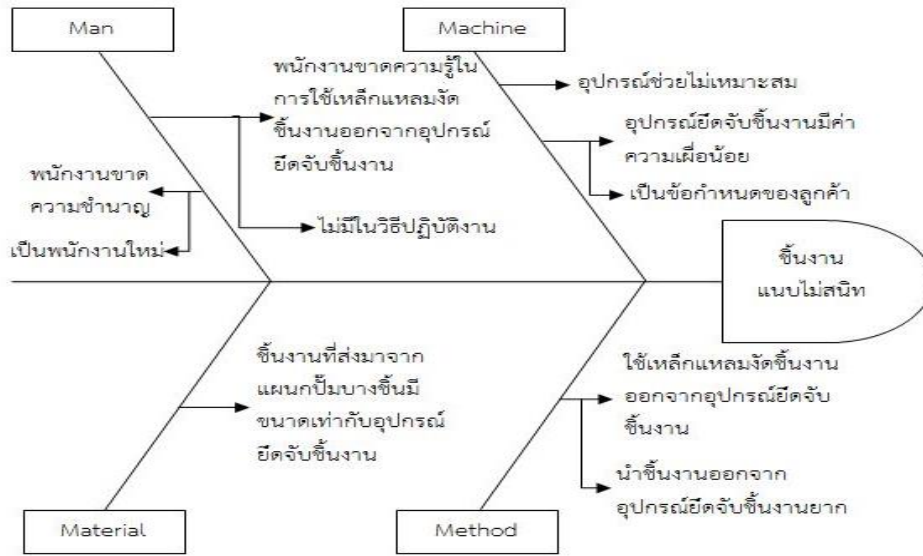 Man
Machine
พนักงานขาดความรู้ใน
การใช้เหล็กแหลมงัด
ชิ้นงานออกจากอุปกรณ์
ยึดจับชิ้นงาน
อุปกรณ์ช่วยไม่เหมาะสม
อุปกรณ์ยึดจับชิ้นงานมีค่า
ความเผื่อน้อย
เป็นข้อกำหนดของลูกค้า
พนักงานขาด
ความชำนาญ
เป็นพนักงานใหม่
ไม่มีในวิธีปฏิบัติงาน
ชิ้นงาน
แนบไม่สนิท
ชิ้นงานที่ส่งมาจาก
แผนกปั๊มบางชิ้นมี
ขนาดเท่ากับอุปกรณ์
ยึดจับชิ้นงาน
ใช้เหล็กแหลมงัดชิ้นงาน
ออกจากอุปกรณ์ยึดจับ
ชิ้นงาน
นำชิ้นงานออกจาก
อุปกรณ์ยึดจับชิ้นงานยาก
Material
Method